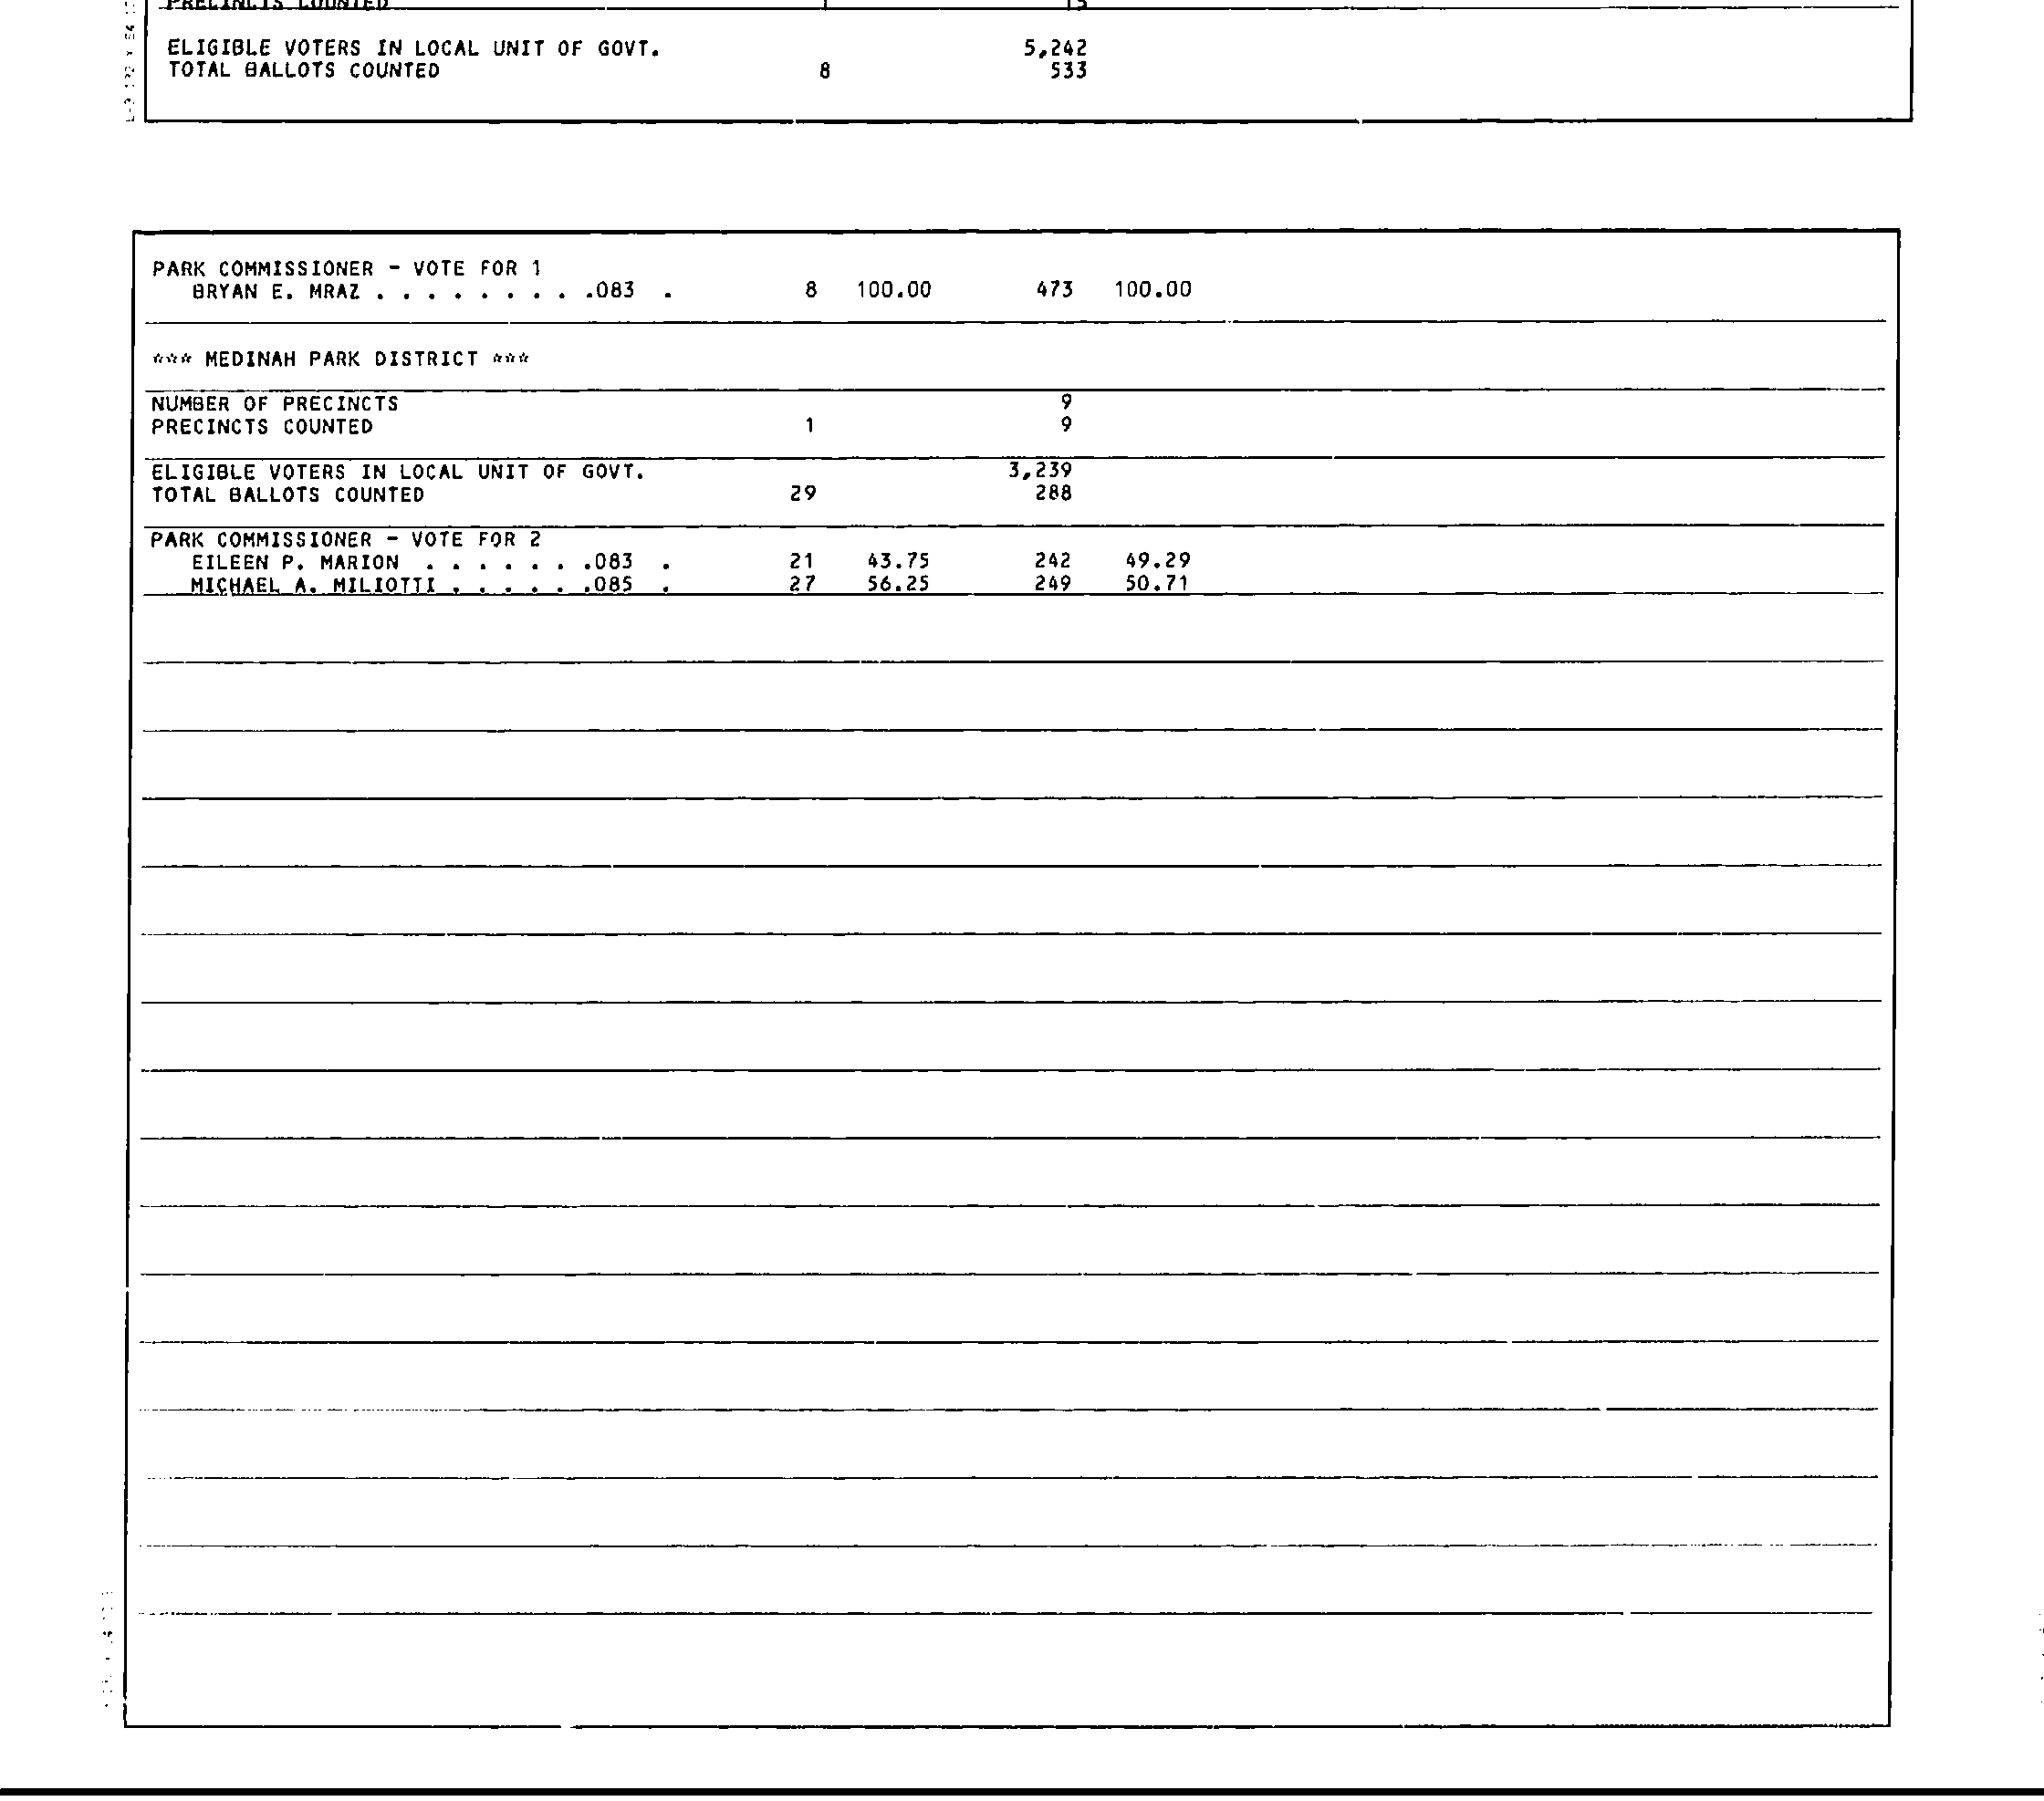 PRECINCTS COUNTED 1 15
ELIGIBLE VOTERS IN LOCAL UNIT OF GOVT. 5,242
TOTAL BALLOTS COUNTED 8 533
PARK COMMISSIONER - VOTE FOR 1
BRYAN E. MRAZ . . . . . . . . .083 . 8 100.00 473 100.00
*** MEDINAH PARK DISTRICT ***
NUMBER OF PRECINCTS 9
PRECINCTS COUNTED 1 9
ELIGIBLE VOTERS IN LOCAL UNIT OF GOVT. 3,239
TOTAL BALLOTS COUNTED 29 288
PARK COMMISSIONER - VOTE FOR 2
EILEEN P. MARION . . . . . . .083 . 21 43.75 242 49.29
MICHAEL A. MILIOTTI . . . . . .085 . 27 56.25 249 50.71